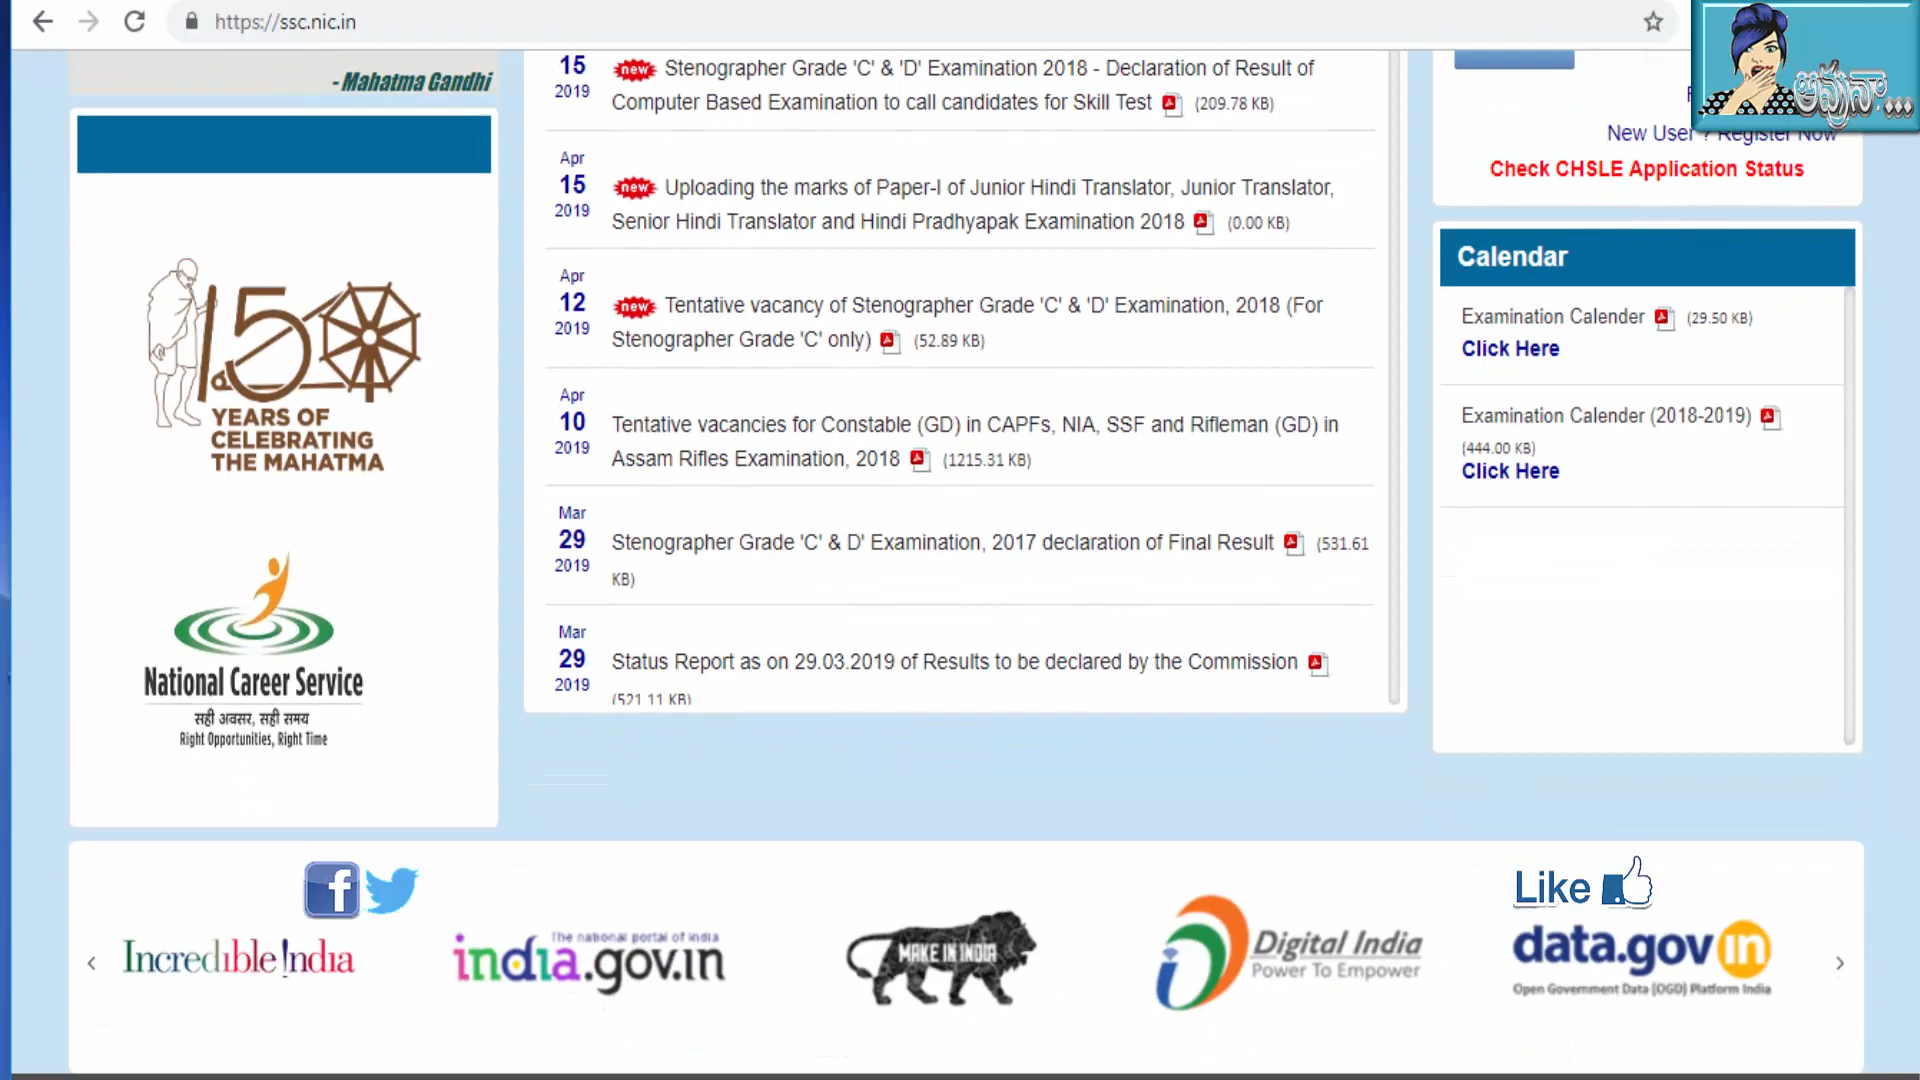 https://ssc.nic.in
అవునా...
- Mahatma Gandhi
150
YEARS OF
CELEBRATING
THE MAHATMA
National Career Service
सही अवसर, सही समय
Right Opportunities, Right Time
15
2019
new Stenographer Grade 'C' & 'D' Examination 2018 - Declaration of Result of
Computer Based Examination to call candidates for Skill Test (209.78 KB)
Apr
15
2019
new Uploading the marks of Paper-I of Junior Hindi Translator, Junior Translator,
Senior Hindi Translator and Hindi Pradhyapak Examination 2018 (0.00 KB)
Apr
12
2019
new Tentative vacancy of Stenographer Grade 'C' & 'D' Examination, 2018 (For
Stenographer Grade 'C' only) (52.89 KB)
Apr
10
2019
Tentative vacancies for Constable (GD) in CAPFs, NIA, SSF and Rifleman (GD) in
Assam Rifles Examination, 2018 (1215.31 KB)
Mar
29
2019
Stenographer Grade 'C' & D' Examination, 2017 declaration of Final Result (531.61
KB)
Mar
29
2019
Status Report as on 29.03.2019 of Results to be declared by the Commission
(521.11 KB)
New User ? Register Now
Check CHSLE Application Status
Calendar
Examination Calender (29.50 KB)
Click Here
Examination Calender (2018-2019)
(444.00 KB)
Click Here
f
Like
Incredible !ndia
The national portal of india
india.gov.in
MAKE IN INDIA
Digital India
Power To Empower
data.gov in
Open Government Data (OGD) Platform India